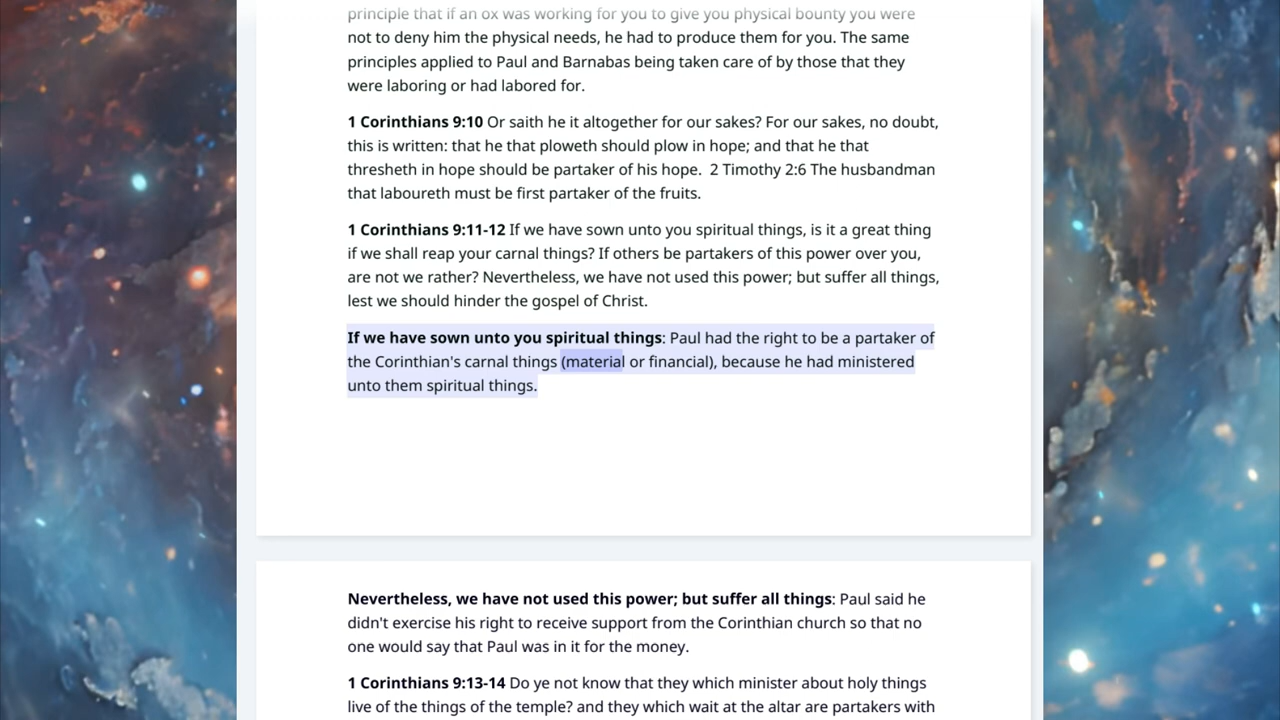 principle that if an ox was working for you to give you physical bounty you were
not to deny him the physical needs, he had to produce them for you. The same
principles applied to Paul and Barnabas being taken care of by those that they
were laboring or had labored for.
1 Corinthians 9:10 Or saith he it altogether for our sakes? For our sakes, no doubt,
this is written: that he that ploweth should plow in hope; and that he that
thresheth in hope should be partaker of his hope.  2 Timothy 2:6 The husbandman
that laboureth must be first partaker of the fruits.
1 Corinthians 9:11-12 If we have sown unto you spiritual things, is it a great thing
if we shall reap your carnal things? If others be partakers of this power over you,
are not we rather? Nevertheless, we have not used this power; but suffer all things,
lest we should hinder the gospel of Christ.
If we have sown unto you spiritual things: Paul had the right to be a partaker of
the Corinthian's carnal things (material or financial), because he had ministered
unto them spiritual things.
Nevertheless, we have not used this power; but suffer all things: Paul said he
didn't exercise his right to receive support from the Corinthian church so that no
one would say that Paul was in it for the money.
1 Corinthians 9:13-14 Do ye not know that they which minister about holy things
live of the things of the temple? and they which wait at the altar are partakers with